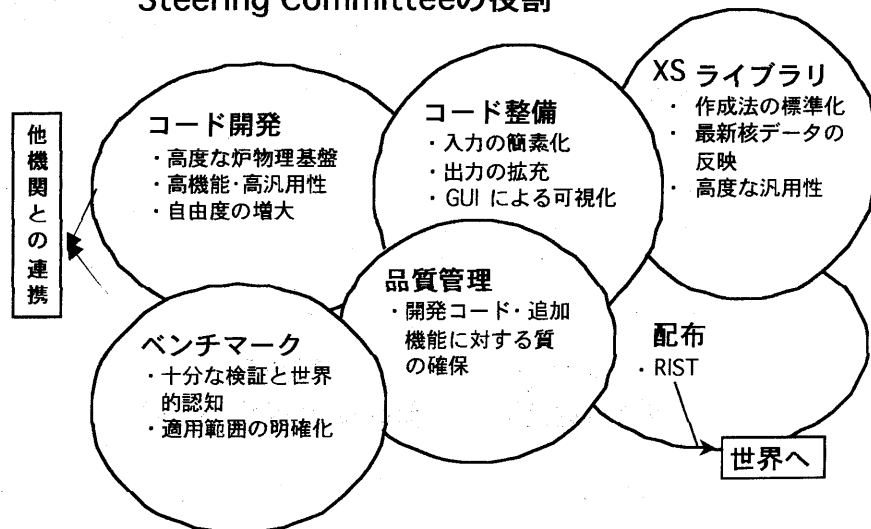 Steering Committeeの役割
他機関との連携
コード開発
・高度な炉物理基盤
・高機能・高汎用性
・自由度の増大
コード整備
・入力の簡素化
・出力の拡充
・GUI による可視化
XS ライブラリ
・ 作成法の標準化
・ 最新核データの
反映
・ 高度な汎用性
ベンチマーク
・十分な検証と世界
的認知
・適用範囲の明確化
品質管理
・開発コード・追加
機能に対する質
の確保
配布
・RIST
世界へ